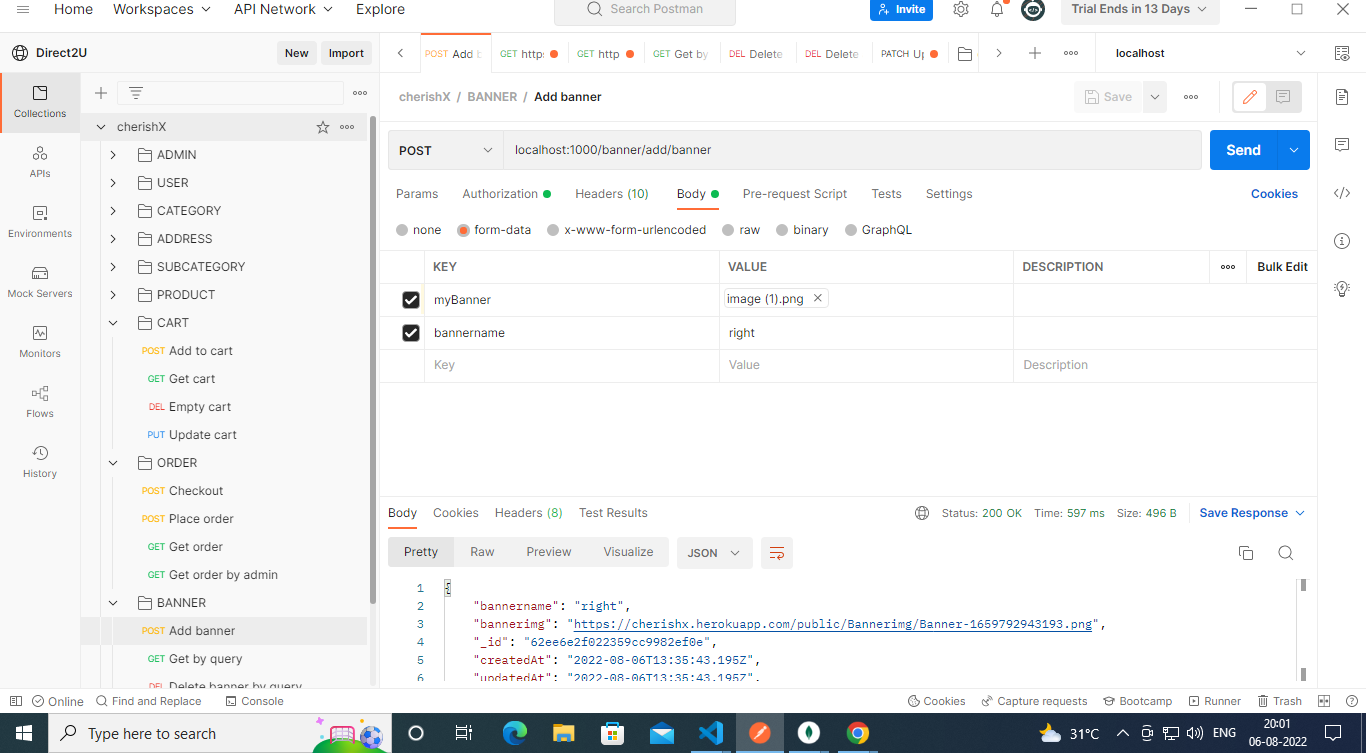 Home Workspaces API Network Explore Search Postman Invite Trial Ends in 13 Days
Direct2U New Import POST Add b GET https GET http GET Get by DEL Delete DEL Delete PATCH Up localhost
Collections
APIs
Environments
Mock Servers
Monitors
Flows
History
cherishX
ADMIN
USER
CATEGORY
ADDRESS
SUBCATEGORY
PRODUCT
CART
POST Add to cart
GET Get cart
DEL Empty cart
PUT Update cart
ORDER
POST Checkout
POST Place order
GET Get order
GET Get order by admin
BANNER
POST Add banner
GET Get by query
DEL Delete banner by query
cherishX / BANNER / Add banner Save
POST localhost:1000/banner/add/banner Send
Params Authorization Headers (10) Body Pre-request Script Tests Settings Cookies
none form-data x-www-form-urlencoded raw binary GraphQL
KEY VALUE DESCRIPTION Bulk Edit
myBanner image (1).png
bannername right
Key Value Description
Body Cookies Headers (8) Test Results Status: 200 OK Time: 597 ms Size: 496 B Save Response
Pretty Raw Preview Visualize JSON
1 {
2 "bannername": "right",
3 "bannerimg": "https://cherishx.herokuapp.com/public/Bannerimg/Banner-1659792943193.png",
4 "_id": "62ee6e2f022359cc9982ef0e",
5 "createdAt": "2022-08-06T13:35:43.195Z",
6 "updatedAt": "2022-08-06T13:35:43.195Z",
Online Find and Replace Console Cookies Capture requests Bootcamp Runner Trash
Type here to search 31°C ENG 20:01
06-08-2022